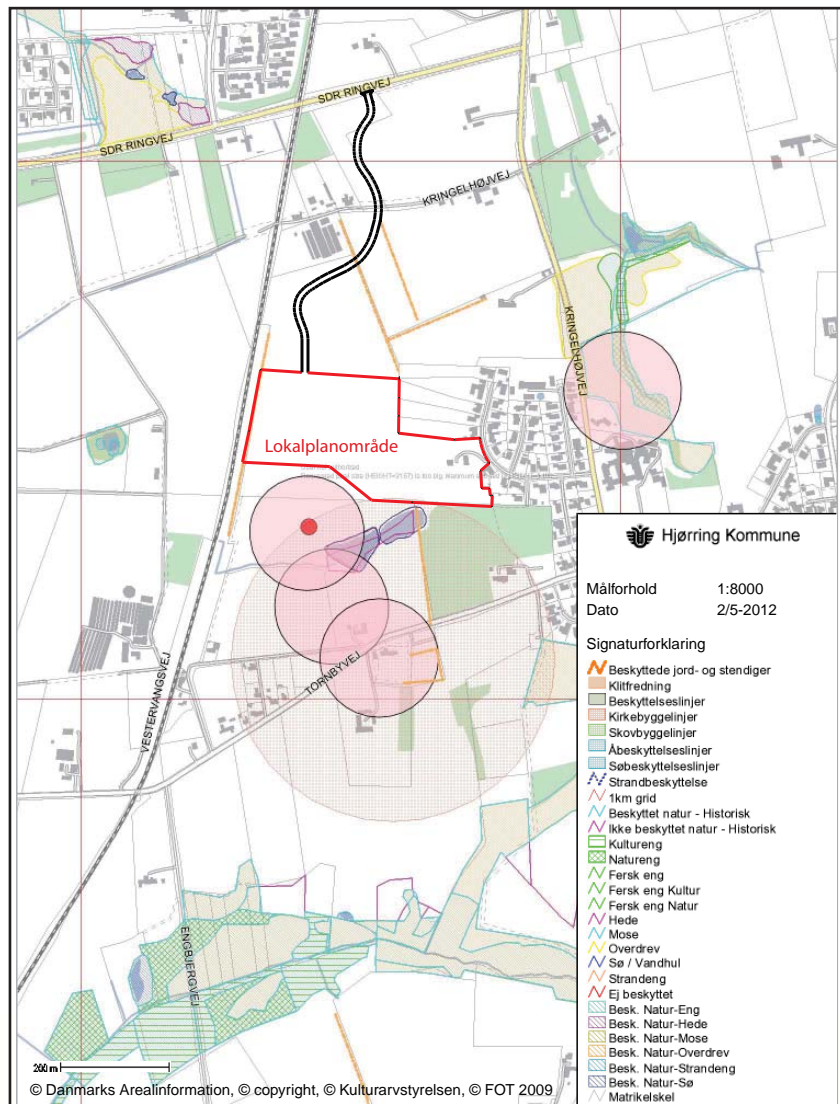 SDR RINGVEJ
SDR RINGVEJ
KRINGELHØJVEJ
KRINGELHØJVEJ
Lokalplanområde
TORNBYVEJ
VESTERVANGSVEJ
ENGBJERGVEJ
Hjørring Kommune
Målforhold 1:8000
Dato 2/5-2012
Signaturforklaring
Beskyttede jord- og stendiger
Klitfredning
Beskyttelseslinjer
Kirkebyggelinjer
Skovbyggelinjer
Åbeskyttelseslinjer
Søbeskyttelseslinjer
Strandbeskyttelse
1km grid
Beskyttet natur - Historisk
Ikke beskyttet natur - Historisk
Kultureng
Natureng
Fersk eng
Fersk eng Kultur
Fersk eng Natur
Hede
Mose
Overdrev
Sø / Vandhul
Strandeng
Ej beskyttet
Besk. Natur-Eng
Besk. Natur-Hede
Besk. Natur-Mose
Besk. Natur-Overdrev
Besk. Natur-Strandeng
Besk. Natur-Sø
Matrikelskel
© Danmarks Arealinformation, © copyright, © Kulturarvstyrelsen, © FOT 2009